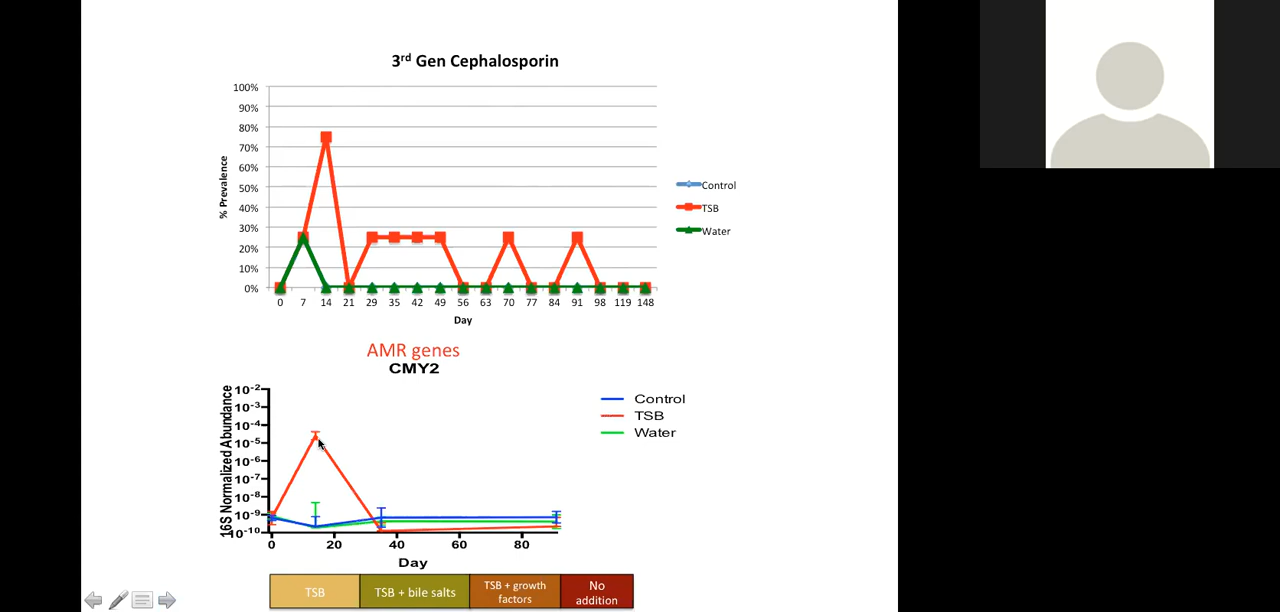 3rd Gen Cephalosporin
100%
90%
80%
70%
60%
50%
40%
30%
20%
10%
0%
% Prevalence
0 7 14 21 29 35 42 49 56 63 70 77 84 91 98 119 148
Day
Control
TSB
Water
AMR genes
CMY2
10-2
10-3
10-4
10-5
10-6
10-7
10-8
10-9
10-10
16S Normalized Abundance
0 20 40 60 80
Day
Control
TSB
Water
TSB
TSB + bile salts
TSB + growth
factors
No
addition